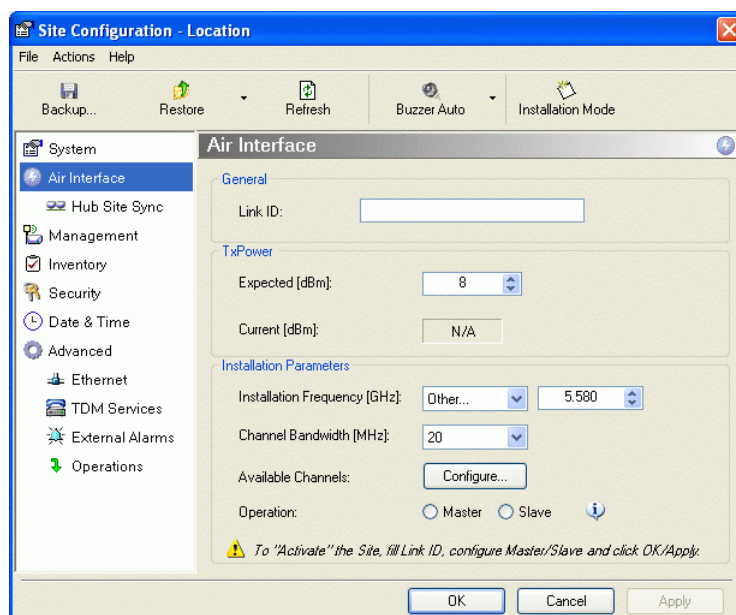 Site Configuration - Location
File Actions Help
Backup... Restore Refresh Buzzer Auto Installation Mode
System
Air Interface
Hub Site Sync
Management
Inventory
Security
Date & Time
Advanced
Ethernet
TDM Services
External Alarms
Operations
Air Interface
General
Link ID:
TxPower
Expected [dBm]: 8
Current [dBm]: N/A
Installation Parameters
Installation Frequency [GHz]: Other... 5.580
Channel Bandwidth [MHz]: 20
Available Channels: Configure...
Operation: Master Slave
To "Activate" the Site, fill Link ID, configure Master/Slave and click OK/Apply.
OK Cancel Apply